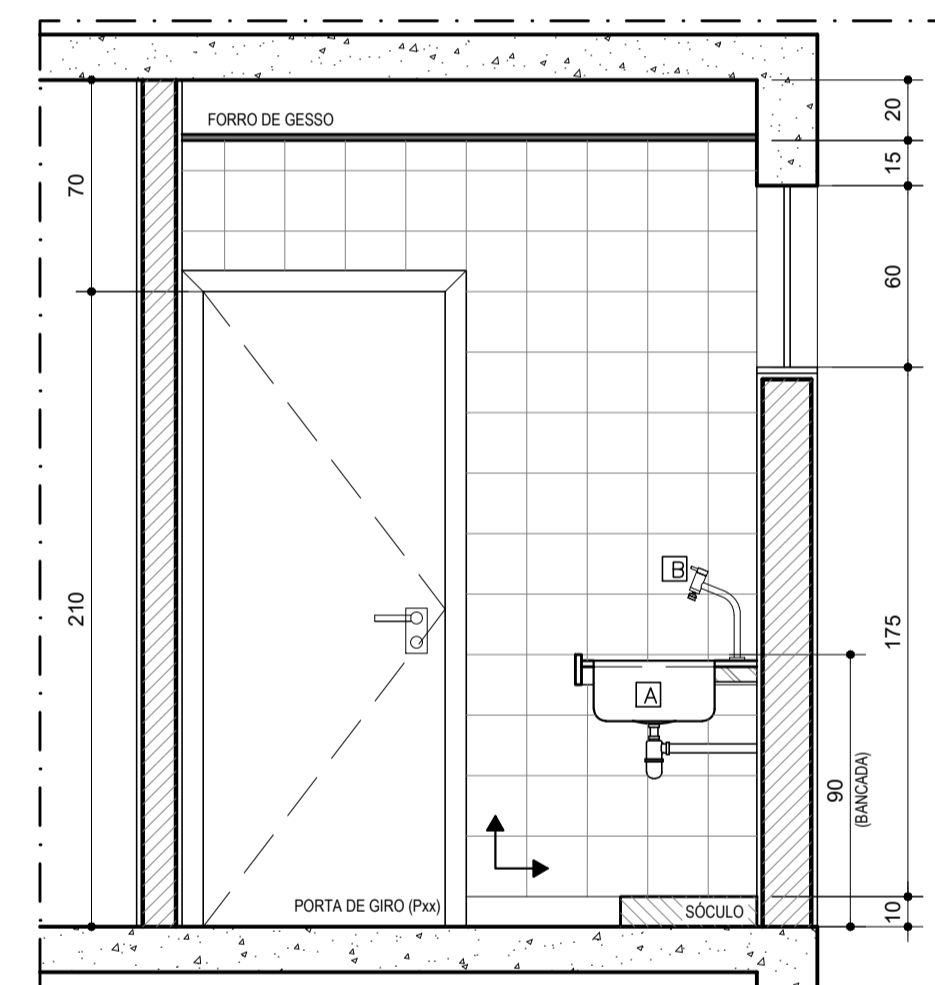 FORRO DE GESSO
20
15
70
60
B
210
175
A
90
(BANCADA)
PORTA DE GIRO (Pxx)
SÓCULO
10